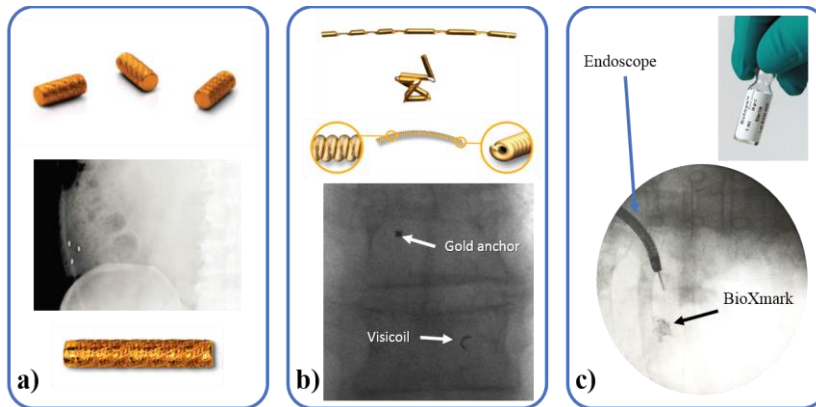 a)
b)
Gold anchor
Visicoil
c)
Endoscope
BioXmark